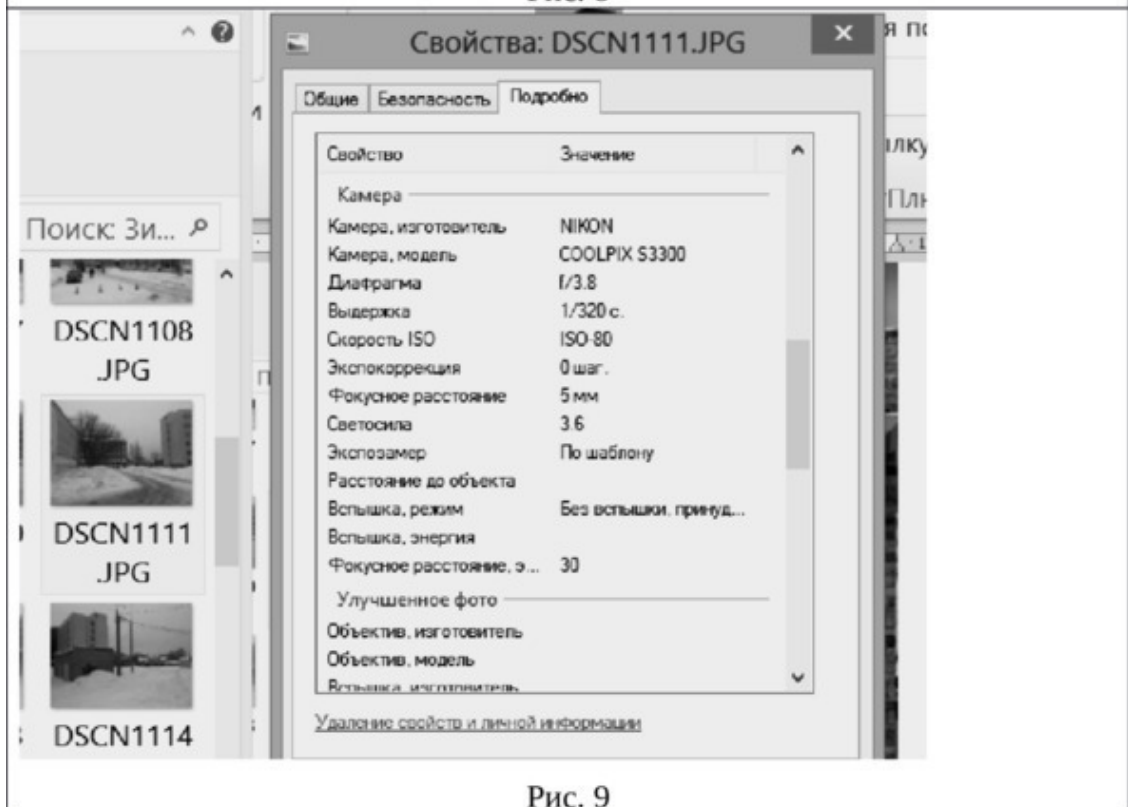 Свойства: DSCN1111.JPG
я по
Общие Безопасность Подробно
Свойство Значение
Камера
Камера, изготовитель NIKON
Камера, модель COOLPIX S3300
Диафрагма f/3.8
Выдержка 1/320 с.
Скорость ISO ISO-80
Экспокоррекция 0 шаг.
Фокусное расстояние 5 мм
Светосила 3.6
Экспозамер По шаблону
Расстояние до объекта
Вспышка, режим Без вспышки, принуд...
Вспышка, энергия
Фокусное расстояние, э... 30
Улучшенное фото
Объектив, изготовитель
Объектив, модель
Вспышка, изготовитель
Удаление свойств и личной информации
Поиск: Зи...
DSCN1108
.JPG
DSCN1111
.JPG
DSCN1114
Рис. 9